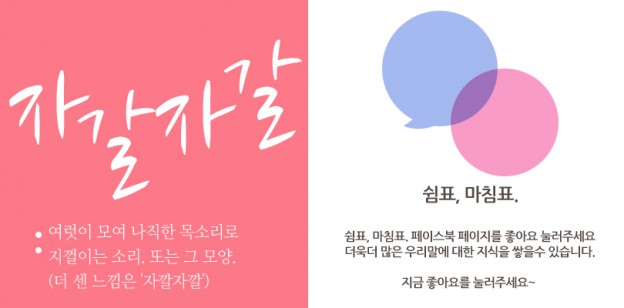 자갈자갈
여럿이 모여 나직한 목소리로
지껄이는 소리. 또는 그 모양.
(더 센 느낌은 '자깔자깔')
쉼표, 마침표.
쉼표, 마침표. 페이스북 페이지를 좋아요 눌러주세요
더욱더 많은 우리말에 대한 지식을 쌓을수 있습니다.
지금 좋아요를 눌러주세요~